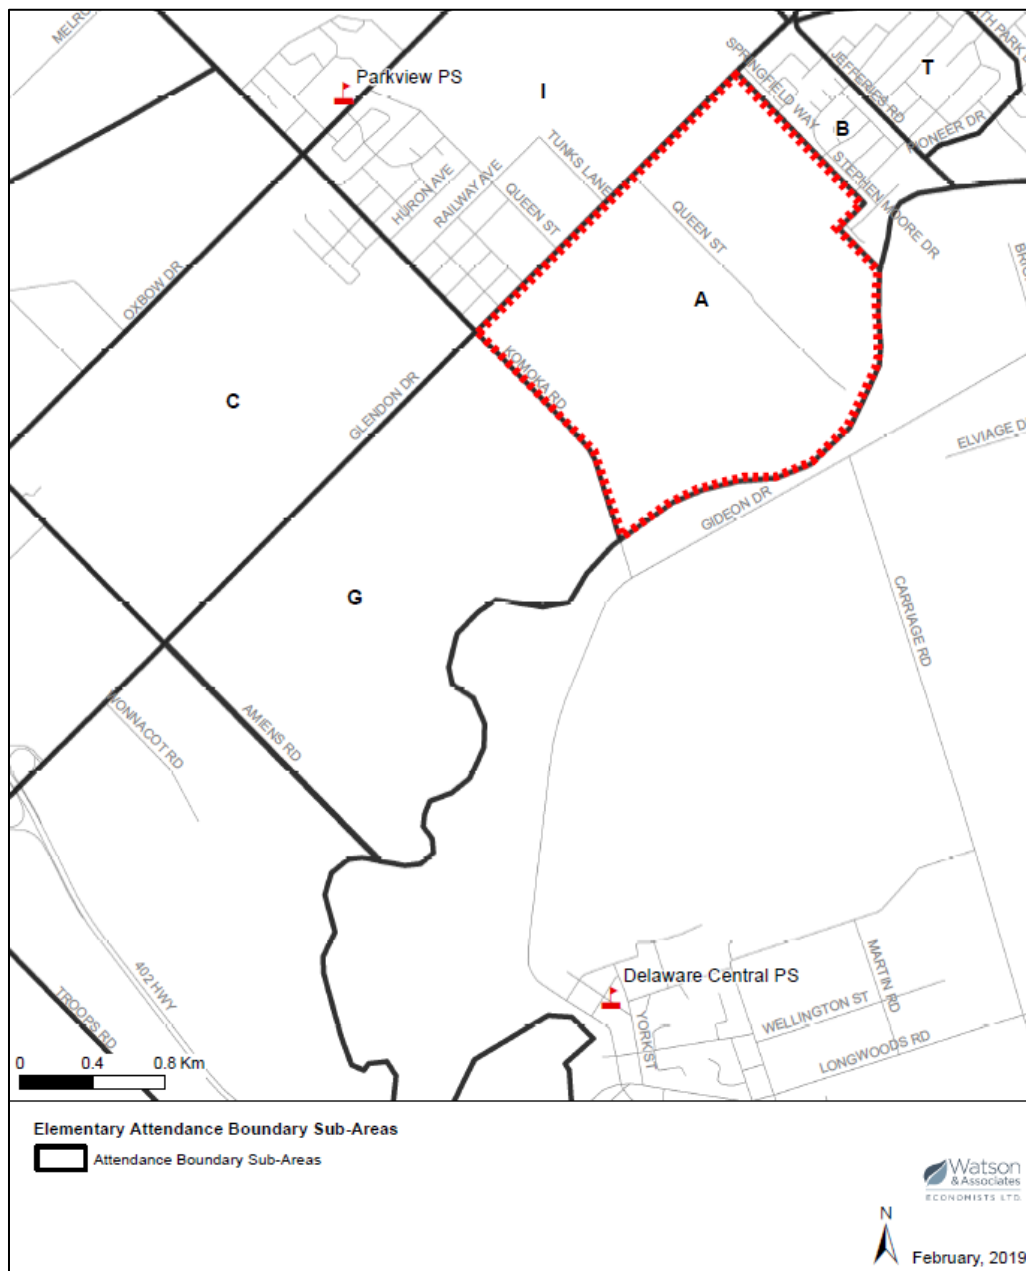 MELRO
Parkview PS
I
SPRINGFIELD WAY
JEFFERIES RD
T
TH PARK
B
PIONEER DR
STEPHEN MOORE DR
TUNKS LANE
HURON AVE
RAILWAY AVE
QUEEN ST
QUEEN ST
OXBOW DR
A
KOMOKA RD
GLENDON DR
C
ELVIAGE D
GIDEON DR
CARRIAGE RD
G
AMIENS RD
WONNACOT RD
402 HWY
TROOPS RD
Delaware Central PS
YORK ST
MARTIN RD
WELLINGTON ST
LONGWOODS RD
0 0.4 0.8 Km
Elementary Attendance Boundary Sub-Areas
Attendance Boundary Sub-Areas
Watson
& Associates
ECONOMISTS LTD.
N
February, 2019